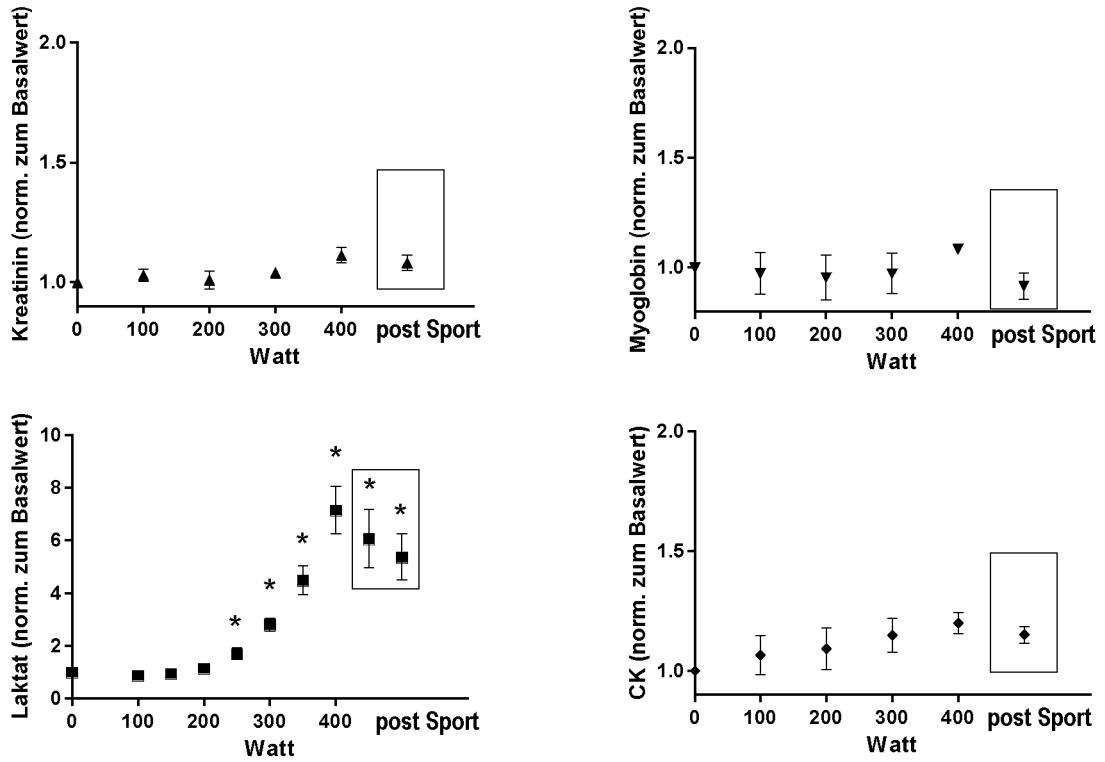 Kreatinin (norm. zum Basalwert)
2.0
1.5
1.0
0 100 200 300 400 post Sport
Watt
Myoglobin (norm. zum Basalwert)
2.0
1.5
1.0
0 100 200 300 400 post Sport
Watt
Laktat (norm. zum Basalwert)
10
8
6
4
2
0
* * * * * *
0 100 200 300 400 post Sport
Watt
CK (norm. zum Basalwert)
2.0
1.5
1.0
0 100 200 300 400 post Sport
Watt